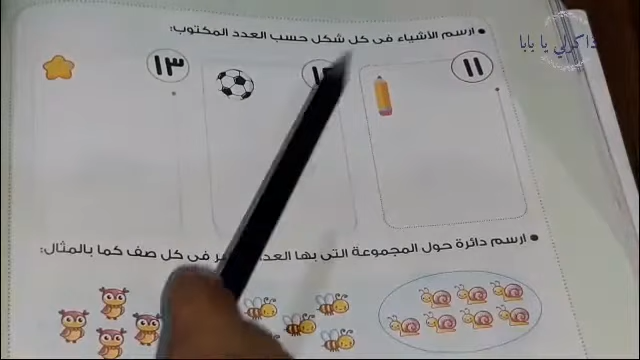 ذاكرلي يا بابا
ارسم الأشياء فى كل شكل حسب العدد المكتوب:
١١
١٣
ارسم دائرة حول المجموعة التى بها العدد فى كل صف كما بالمثال: